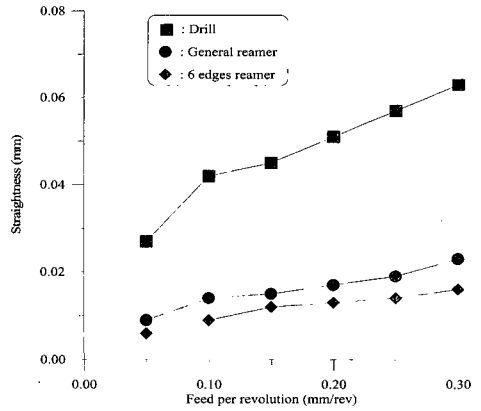 ■ : Drill
● : General reamer
◆ : 6 edges reamer
0.08
0.06
0.04
0.02
0.00
Straightness (mm)
0.00 0.10 0.20 0.30
Feed per revolution (mm/rev)